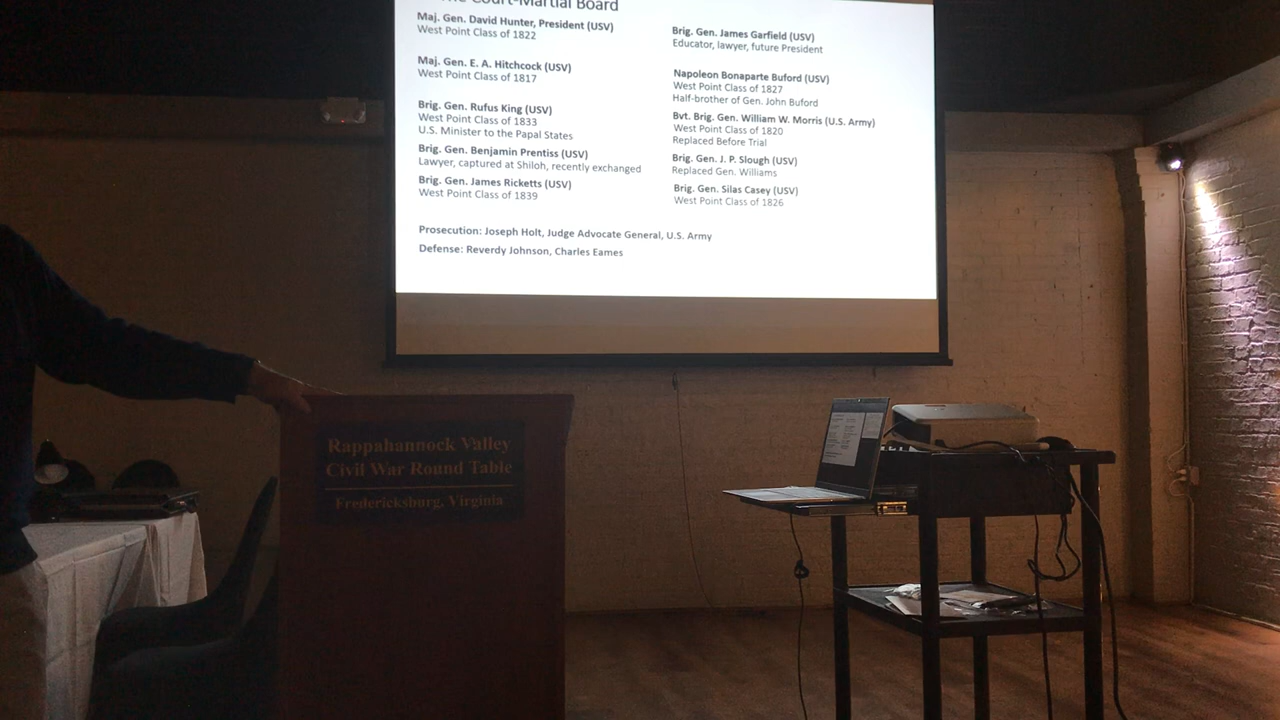 The Court-Martial Board
Maj. Gen. David Hunter, President (USV)
West Point Class of 1822
Maj. Gen. E. A. Hitchcock (USV)
West Point Class of 1817
Brig. Gen. Rufus King (USV)
West Point Class of 1833
U.S. Minister to the Papal States
Brig. Gen. Benjamin Prentiss (USV)
Lawyer, captured at Shiloh, recently exchanged
Brig. Gen. James Ricketts (USV)
West Point Class of 1839
Brig. Gen. James Garfield (USV)
Educator, lawyer, future President
Napoleon Bonaparte Buford (USV)
West Point Class of 1827
Half-brother of Gen. John Buford
Bvt. Brig. Gen. William W. Morris (U.S. Army)
West Point Class of 1820
Replaced Before Trial
Brig. Gen. J. P. Slough (USV)
Replaced Gen. Williams
Brig. Gen. Silas Casey (USV)
West Point Class of 1826
Prosecution: Joseph Holt, Judge Advocate General, U.S. Army
Defense: Reverdy Johnson, Charles Eames
Rappahannock Valley
Civil War Round Table
Fredericksburg, Virginia